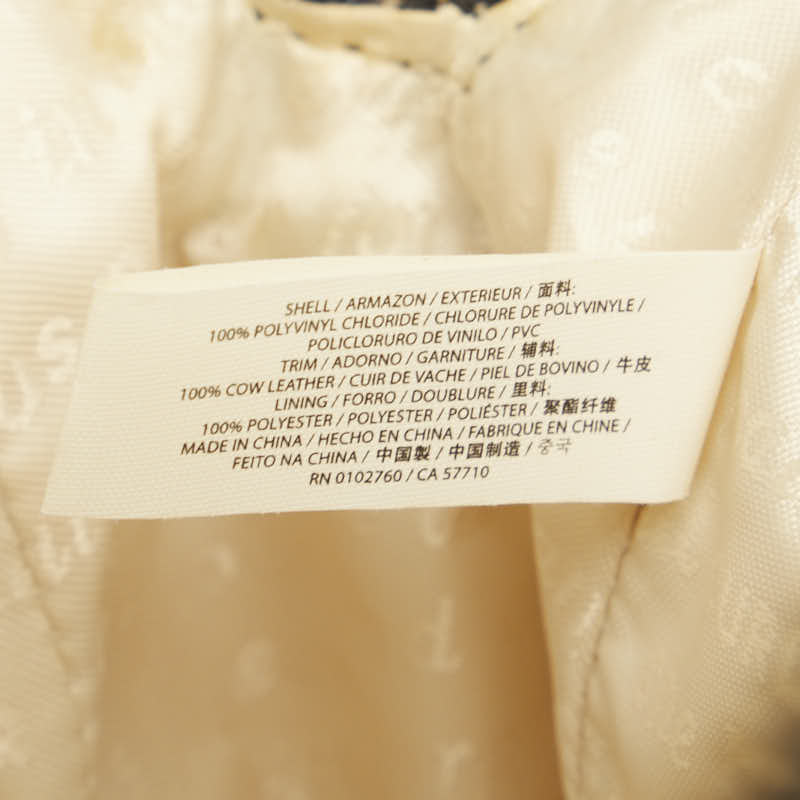 SHELL / ARMAZON / EXTERIEUR / 面料:
100% POLYVINYL CHLORIDE / CHLORURE DE POLYVINYLE /
POLICLORURO DE VINILO / PVC
TRIM / ADORNO / GARNITURE / 辅料:
100% COW LEATHER / CUIR DE VACHE / PIEL DE BOVINO / 牛皮
LINING / FORRO / DOUBLURE / 里料:
100% POLYESTER / POLYESTER / POLIÉSTER / 聚酯纤维
MADE IN CHINA / HECHO EN CHINA / FABRIQUE EN CHINE /
FEITO NA CHINA / 中国製 / 中国制造 / 중국
RN 0102760 / CA 57710